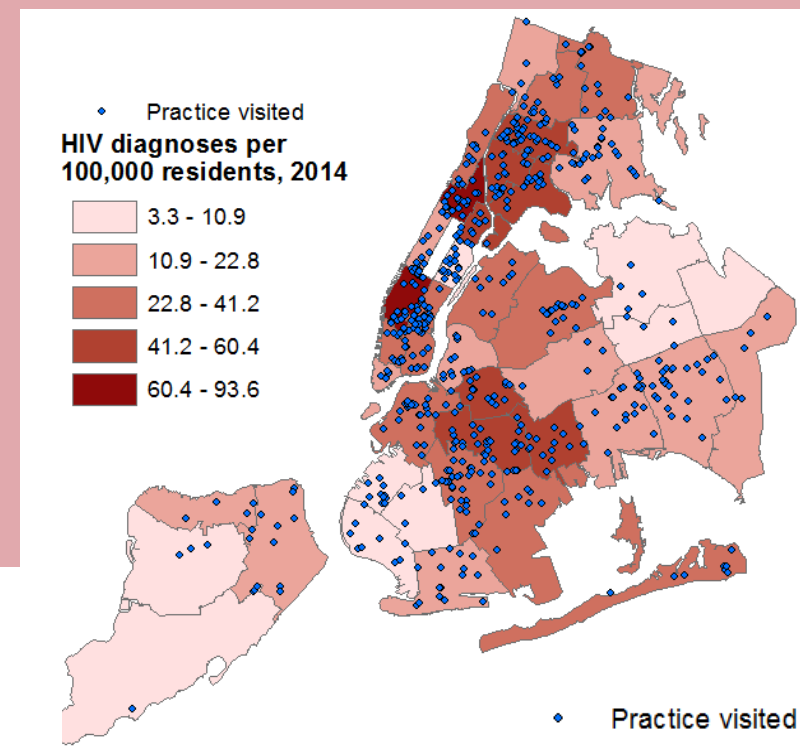 Practice visited
HIV diagnoses per
100,000 residents, 2014
3.3 - 10.9
10.9 - 22.8
22.8 - 41.2
41.2 - 60.4
60.4 - 93.6
Practice visited